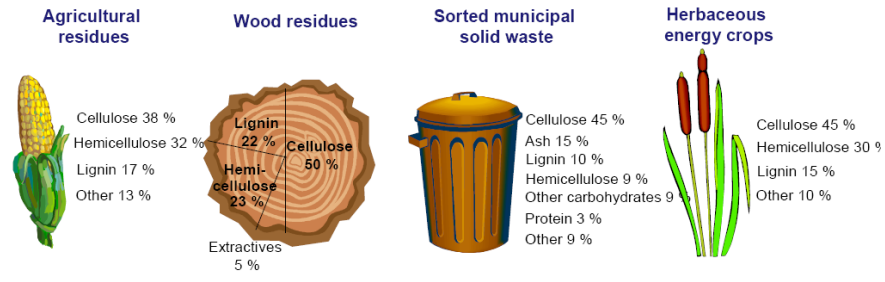 Agricultural
residues
Cellulose 38 %
Hemicellulose 32 %
Lignin 17 %
Other 13 %
Wood residues
Lignin
22 %
Cellulose
50 %
Hemi-
cellulose
23 %
Extractives
5 %
Sorted municipal
solid waste
Cellulose 45 %
Ash 15 %
Lignin 10 %
Hemicellulose 9 %
Other carbohydrates 9 %
Protein 3 %
Other 9 %
Herbaceous
energy crops
Cellulose 45 %
Hemicellulose 30 %
Lignin 15 %
Other 10 %